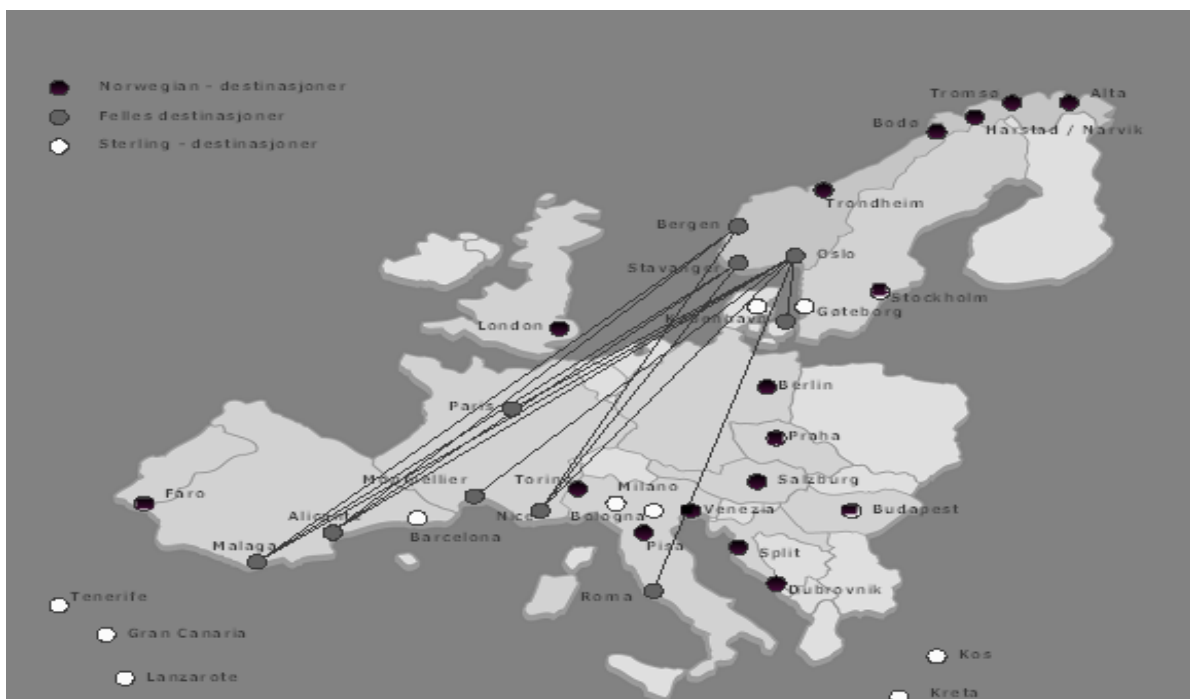 Norwegian - destinasjoner
Felles destinasjoner
Sterling - destinasjoner
Tromsø
Alta
Bodø
Harstad / Narvik
Trondheim
Bergen
Oslo
Stavanger
Stockholm
København
Gøteborg
London
Berlin
Paris
Praha
Montpellier
Torino
Milano
Salzburg
Faro
Alicante
Nice
Bologna
Venezia
Budapest
Barcelona
Malaga
Pisa
Split
Roma
Dubrovnik
Tenerife
Gran Canaria
Kos
Lanzarote
Kreta